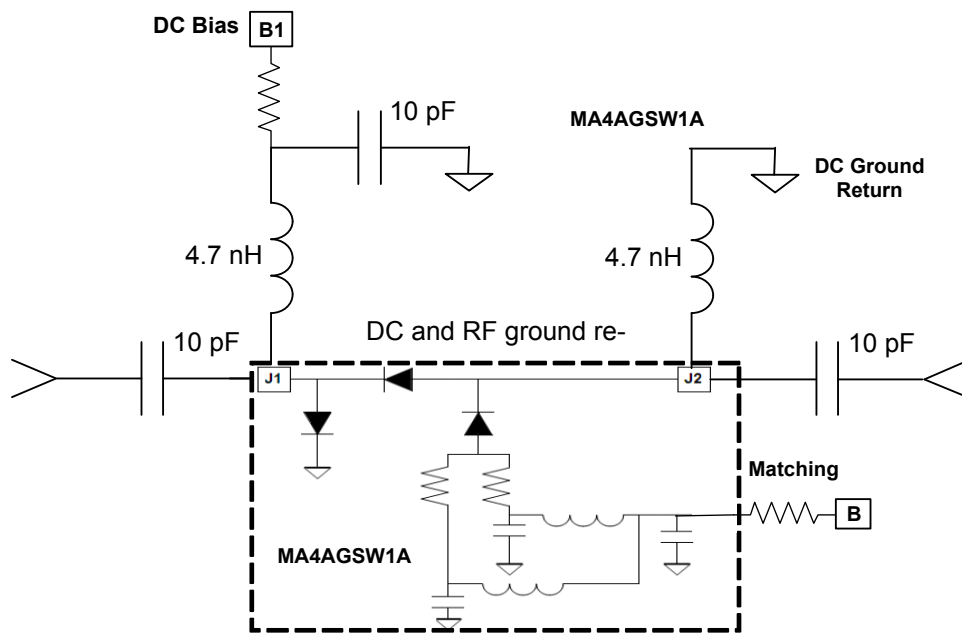 DC Bias
B1
10 pF
MA4AGSW1A
DC Ground
Return
4.7 nH
4.7 nH
DC and RF ground re-
10 pF
10 pF
J1
J2
Matching
B
MA4AGSW1A